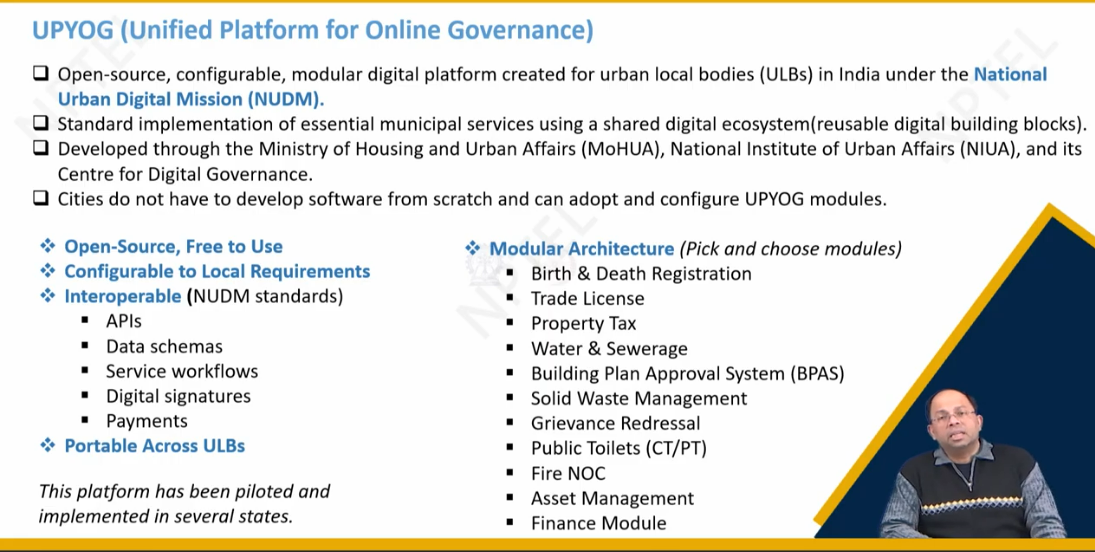 UPYOG (Unified Platform for Online Governance)
Open-source, configurable, modular digital platform created for urban local bodies (ULBs) in India under the National
Urban Digital Mission (NUDM).
Standard implementation of essential municipal services using a shared digital ecosystem(reusable digital building blocks).
Developed through the Ministry of Housing and Urban Affairs (MoHUA), National Institute of Urban Affairs (NIUA), and its
Centre for Digital Governance.
Cities do not have to develop software from scratch and can adopt and configure UPYOG modules.
Open-Source, Free to Use
Configurable to Local Requirements
Interoperable (NUDM standards)
APIs
Data schemas
Service workflows
Digital signatures
Payments
Portable Across ULBs
This platform has been piloted and
implemented in several states.
Modular Architecture (Pick and choose modules)
Birth & Death Registration
Trade License
Property Tax
Water & Sewerage
Building Plan Approval System (BPAS)
Solid Waste Management
Grievance Redressal
Public Toilets (CT/PT)
Fire NOC
Asset Management
Finance Module
NPTEL
NPTEL
NPTEL